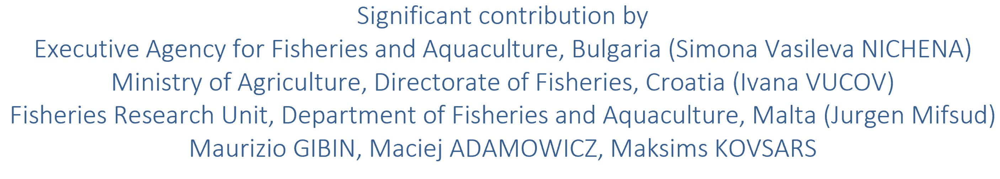 Significant contribution by
Executive Agency for Fisheries and Aquaculture, Bulgaria (Simona Vasileva NICHENA)
Ministry of Agriculture, Directorate of Fisheries, Croatia (Ivana VUCOV)
Fisheries Research Unit, Department of Fisheries and Aquaculture, Malta (Jurgen Mifsud)
Maurizio GIBIN, Maciej ADAMOWICZ, Maksims KOVSARS